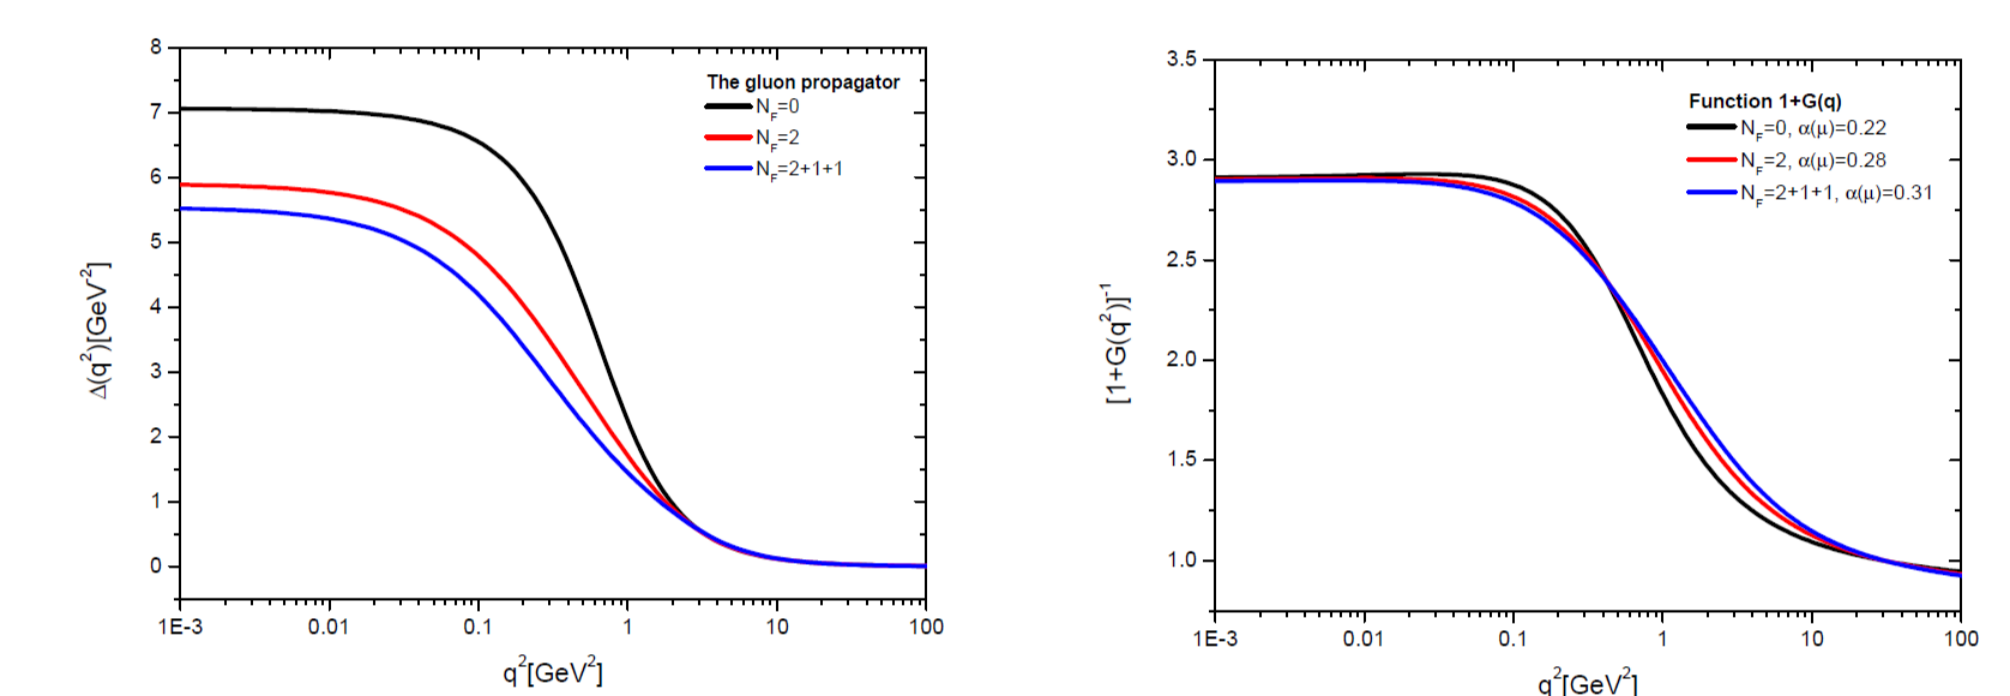 8
7
6
5
4
3
2
1
0
Δ(q²)[GeV⁻²]
The gluon propagator
N_F=0
N_F=2
N_F=2+1+1
1E-3 0.01 0.1 1 10 100
q²[GeV²]
3.5
3.0
2.5
2.0
1.5
1.0
[1+G(q²)]⁻¹
Function 1+G(q)
N_F=0, α(μ)=0.22
N_F=2, α(μ)=0.28
N_F=2+1+1, α(μ)=0.31
1E-3 0.01 0.1 1 10 100
q²[GeV²]